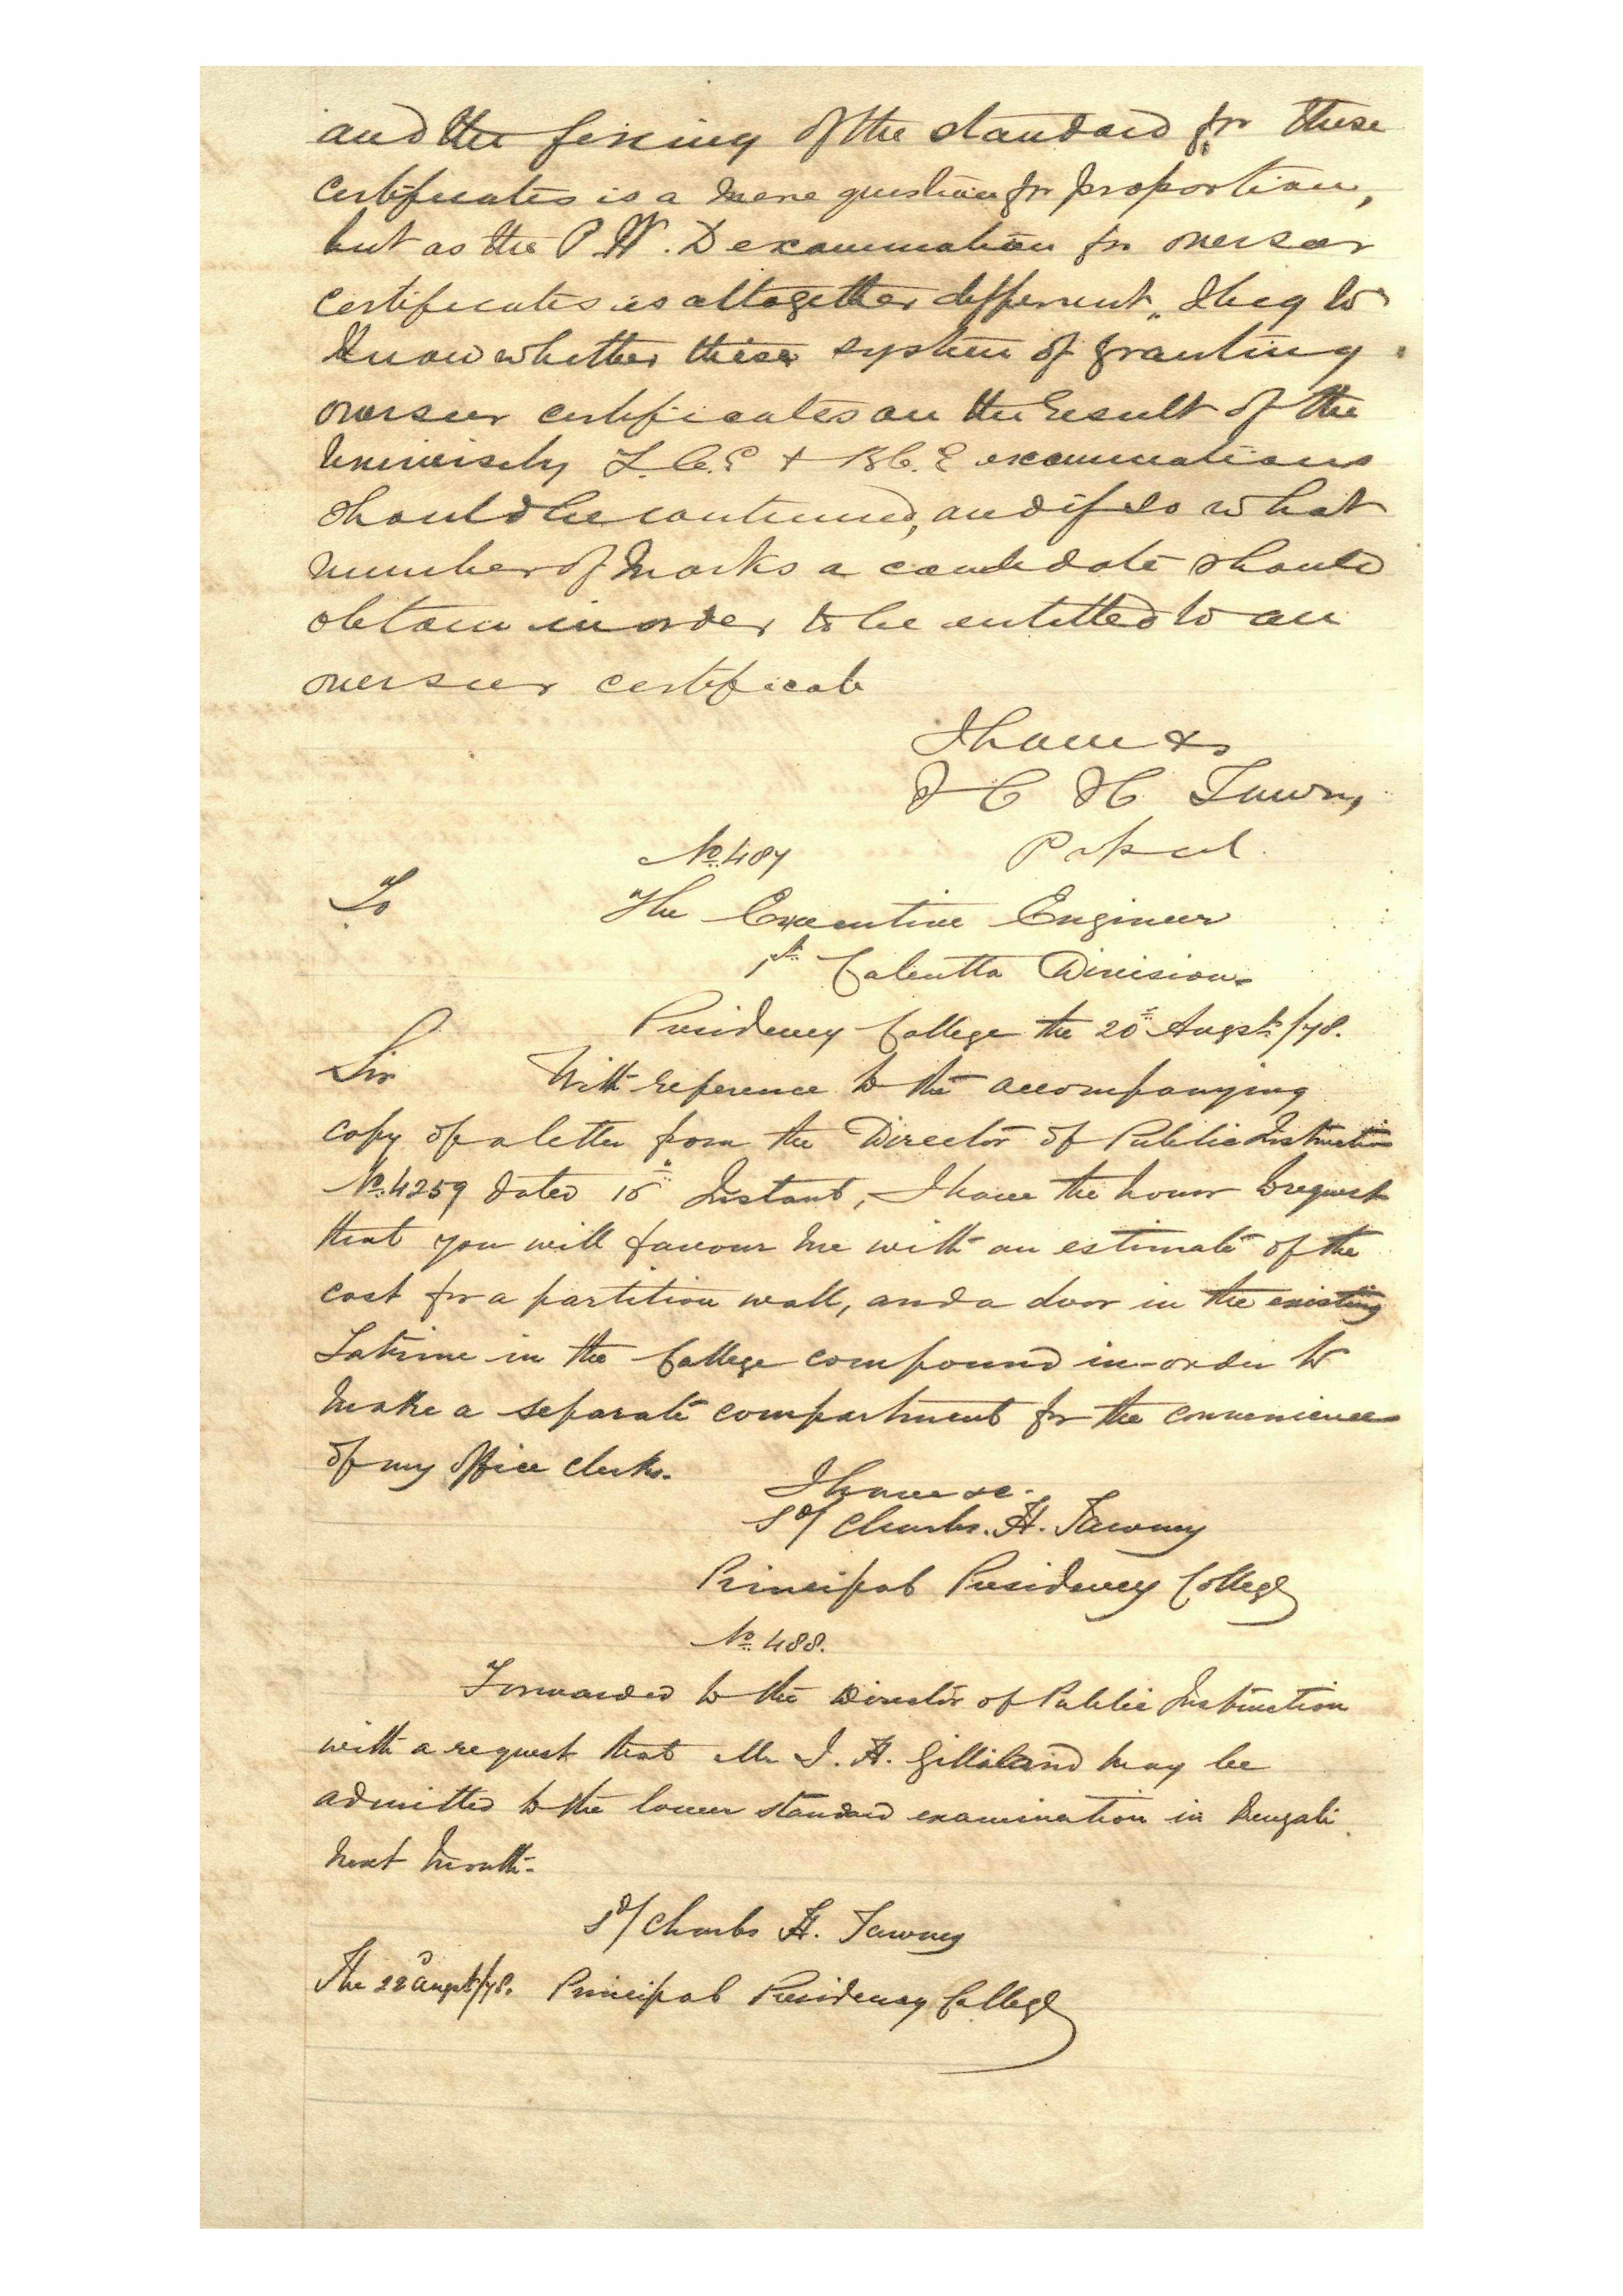 and the fixing of the standard for these
certificates is a mere question for proportion,
but as the P. W. D examination for overseer
certificates is altogether different, I beg to
know whether these system of granting
overseer certificates on the result of the
University L.C.E & B.C.E examinations
should be continued, and if so what
number of marks a candidate should
obtain in order to be entitled to an
overseer certificate
I have &c
C H Tawney
No. 487
To The Executive Engineer
1st Calcutta Division.
Presidency College the 20th Augst/78.
Sir With reference to the accompanying
copy of a letter from the Director of Public Instruction
No. 4259 dated 15th Instant, I have the honor to request
that you will favour me with an estimate of the
cost for a partition wall, and a door in the existing
Latrine in the College compound in-order to
make a separate compartment for the convenience
of my office clerks.
I have &c.
Sd/ Charles. H. Tawney
Principal Presidency College
No. 488.
Forwarded to the Director of Public Instruction
with a request that Mr J. H. Gilliland may be
admitted to the lower standard examination in Bengali
next month.
Sd/ Charles H. Tawney
The 22d Augst/78. Principal Presidency College